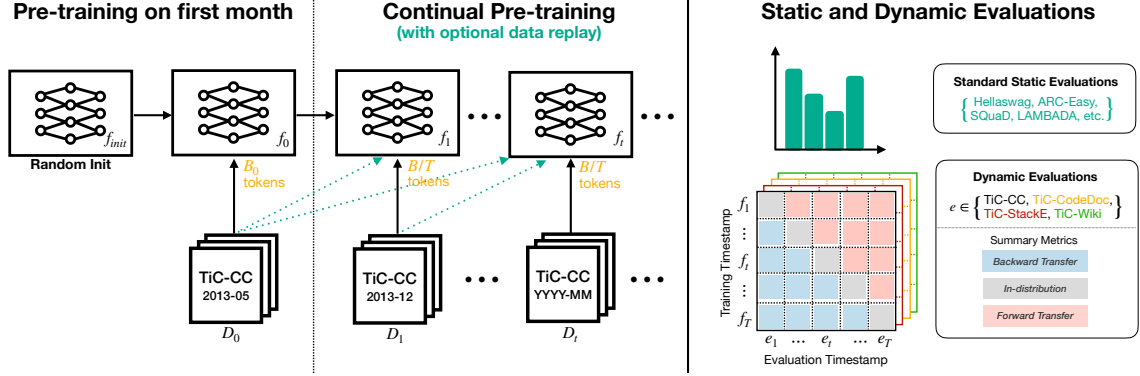 Pre-training on first month
Continual Pre-training
(with optional data replay)
Static and Dynamic Evaluations
f_init
Random Init
f_0
f_1
f_t
B_0
tokens
B/T
tokens
B/T
tokens
TiC-CC
2013-05
D_0
TiC-CC
2013-12
D_1
TiC-CC
YYYY-MM
D_t
Standard Static Evaluations
{ Hellaswag, ARC-Easy,
SQuaD, LAMBADA, etc. }
Training Timestamp
f_1
⋮
f_t
⋮
f_T
e_1 ... e_t ... e_T
Evaluation Timestamp
Dynamic Evaluations
e ∈ { TiC-CC, TiC-CodeDoc,
TiC-StackE, TiC-Wiki }
Summary Metrics
Backward Transfer
In-distribution
Forward Transfer